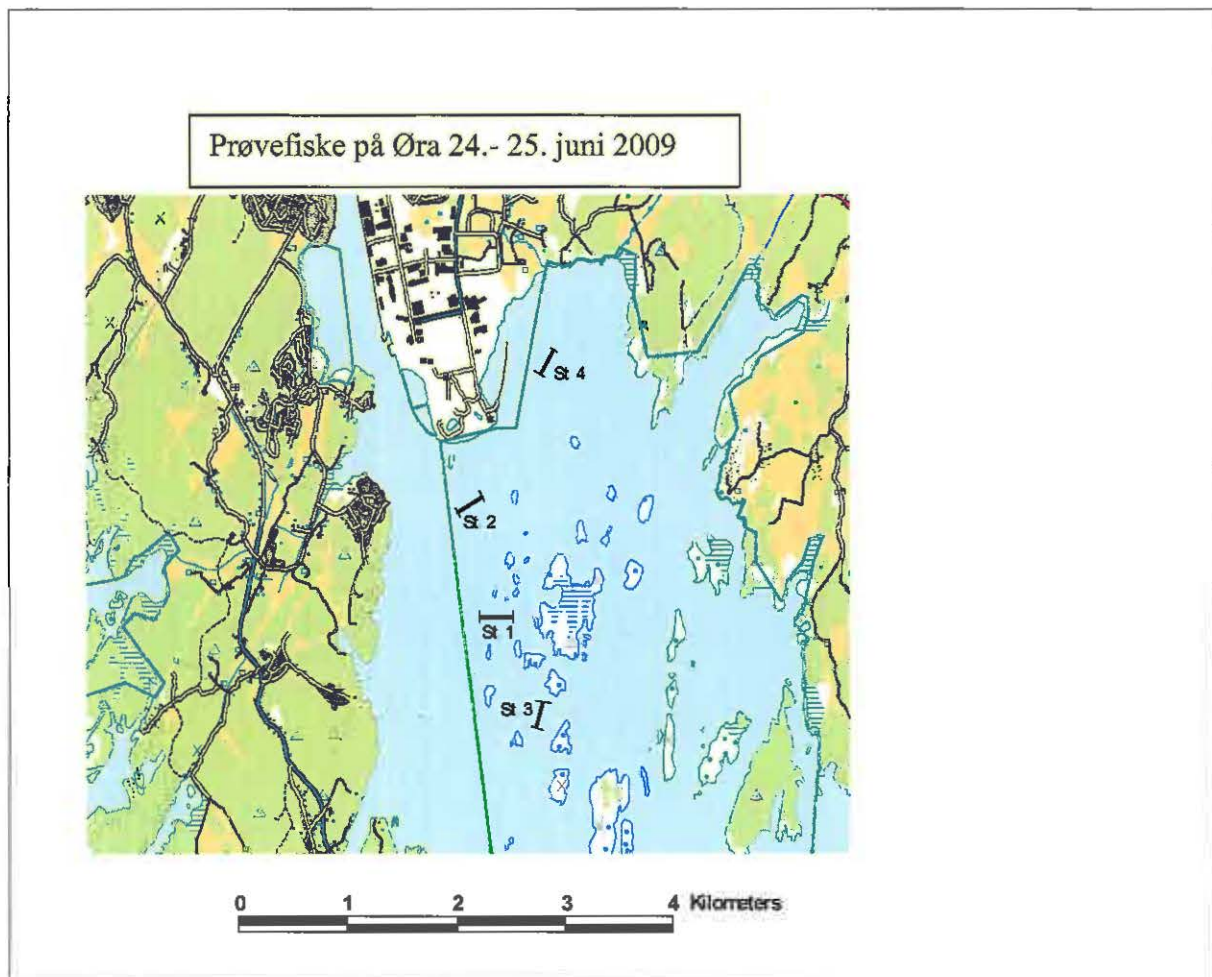 Prøvefiske på Øra 24.- 25. juni 2009
St 4
St 2
St 1
St 3
0 1 2 3 4 Kilometers